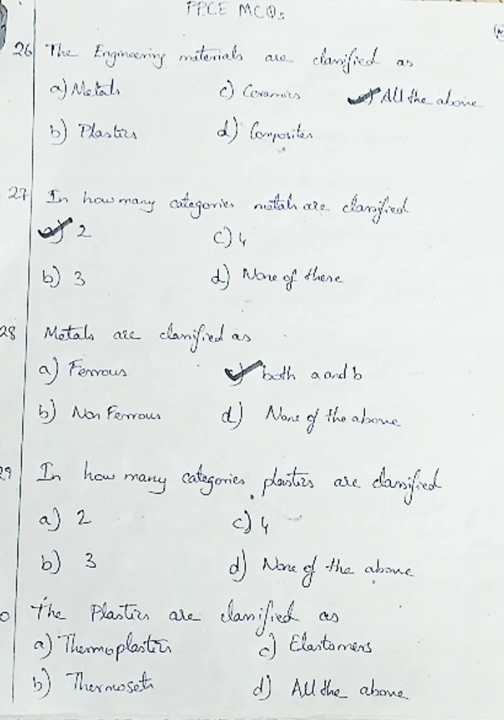 PPCE MCQs
26 The Engineering materials are classified as
a) Metals c) Ceramics All the above
b) Plastics d) Composites
27 In how many categories metals are classified
a) 2 c) 4
b) 3 d) None of these
28 Metals are classified as
a) Ferrous both a and b
b) Non Ferrous d) None of the above
29 In how many categories plastics are classified
a) 2 c) 4
b) 3 d) None of the above
0 The Plastics are classified as
a) Thermoplastics c) Elastomers
b) Thermosets d) All the above